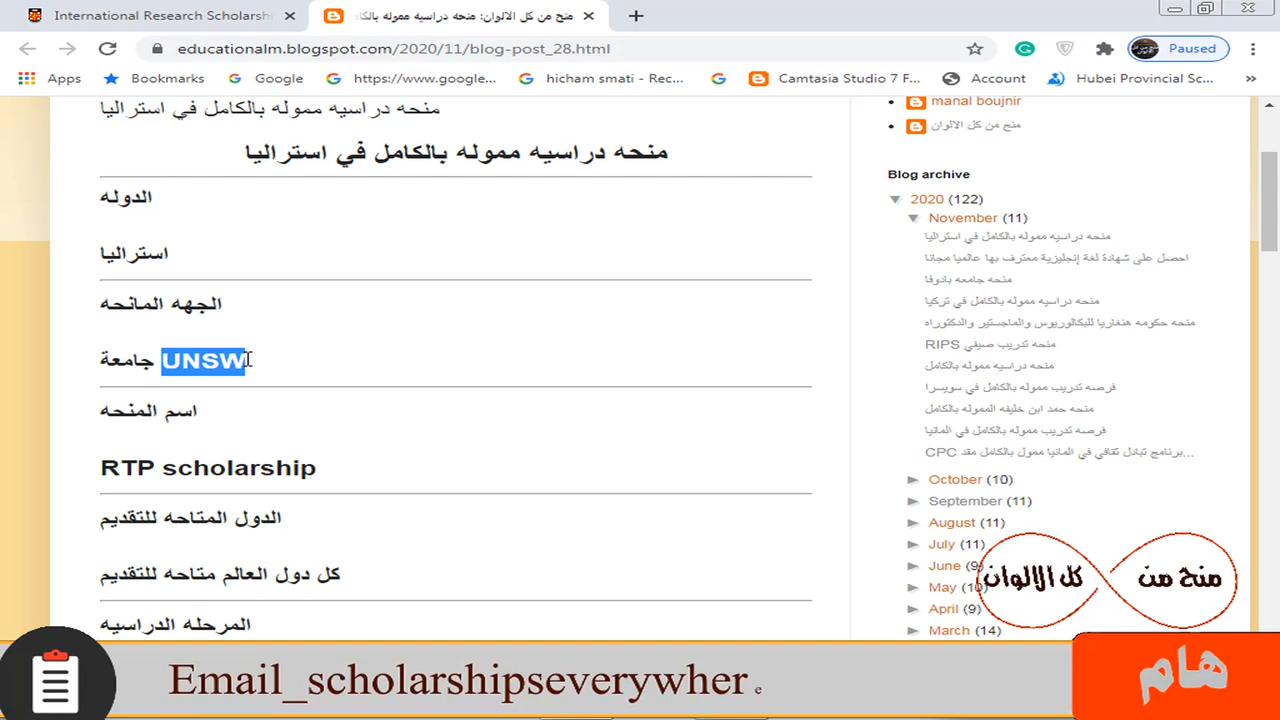 International Research Scholarsh
منح من كل الالوان: منحه دراسيه مموله بالكا
educationalm.blogspot.com/2020/11/blog-post_28.html
Paused
Apps
Bookmarks
Google
https://www.google...
hicham smati - Rec...
Camtasia Studio 7 F...
Account
Hubei Provincial Sc...
»
منحه دراسيه مموله بالكامل في استراليا
منحه دراسيه مموله بالكامل في استراليا
الدوله
استراليا
الجهه المانحه
جامعة UNSW
اسم المنحه
RTP scholarship
الدول المتاحه للتقديم
كل دول العالم متاحه للتقديم
المرحله الدراسيه
manal boujnir
منح من كل الالوان
Blog archive
2020 (122)
November (11)
منحه دراسيه مموله بالكامل في استراليا
احصل على شهادة لغة إنجليزية معترف بها عالميا مجانا
منحه جامعه بادوفا
منحه دراسيه مموله بالكامل في تركيا
منحه حكومه هنغاريا للبكالوريوس والماجستير والدكتوراه
منحه تدريب صيفي RIPS
منحه دراسيه مموله بالكامل
فرصه تدريب مموله بالكامل في سويسرا
منحه حمد ابن خليفه المموله بالكامل
فرصه تدريب مموله بالكامل في المانيا
برنامج تبادل ثقافي في المانيا ممول بالكامل مقد CPC...
October (10)
September (11)
August (11)
July (11)
June (9)
May (10)
April (9)
March (14)
منح من كل الالوان
Email_scholarshipseverywher e
هام